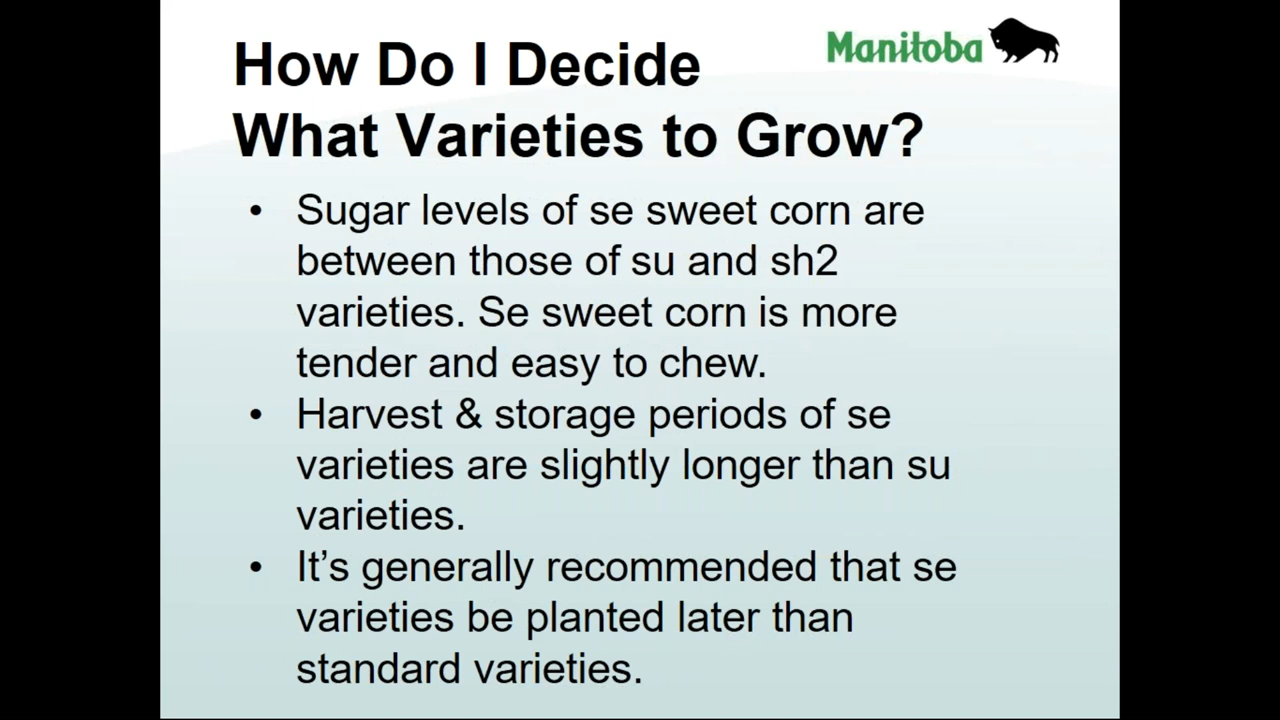 Manitoba
How Do I Decide
What Varieties to Grow?
• Sugar levels of se sweet corn are
between those of su and sh2
varieties. Se sweet corn is more
tender and easy to chew.
• Harvest & storage periods of se
varieties are slightly longer than su
varieties.
• It’s generally recommended that se
varieties be planted later than
standard varieties.